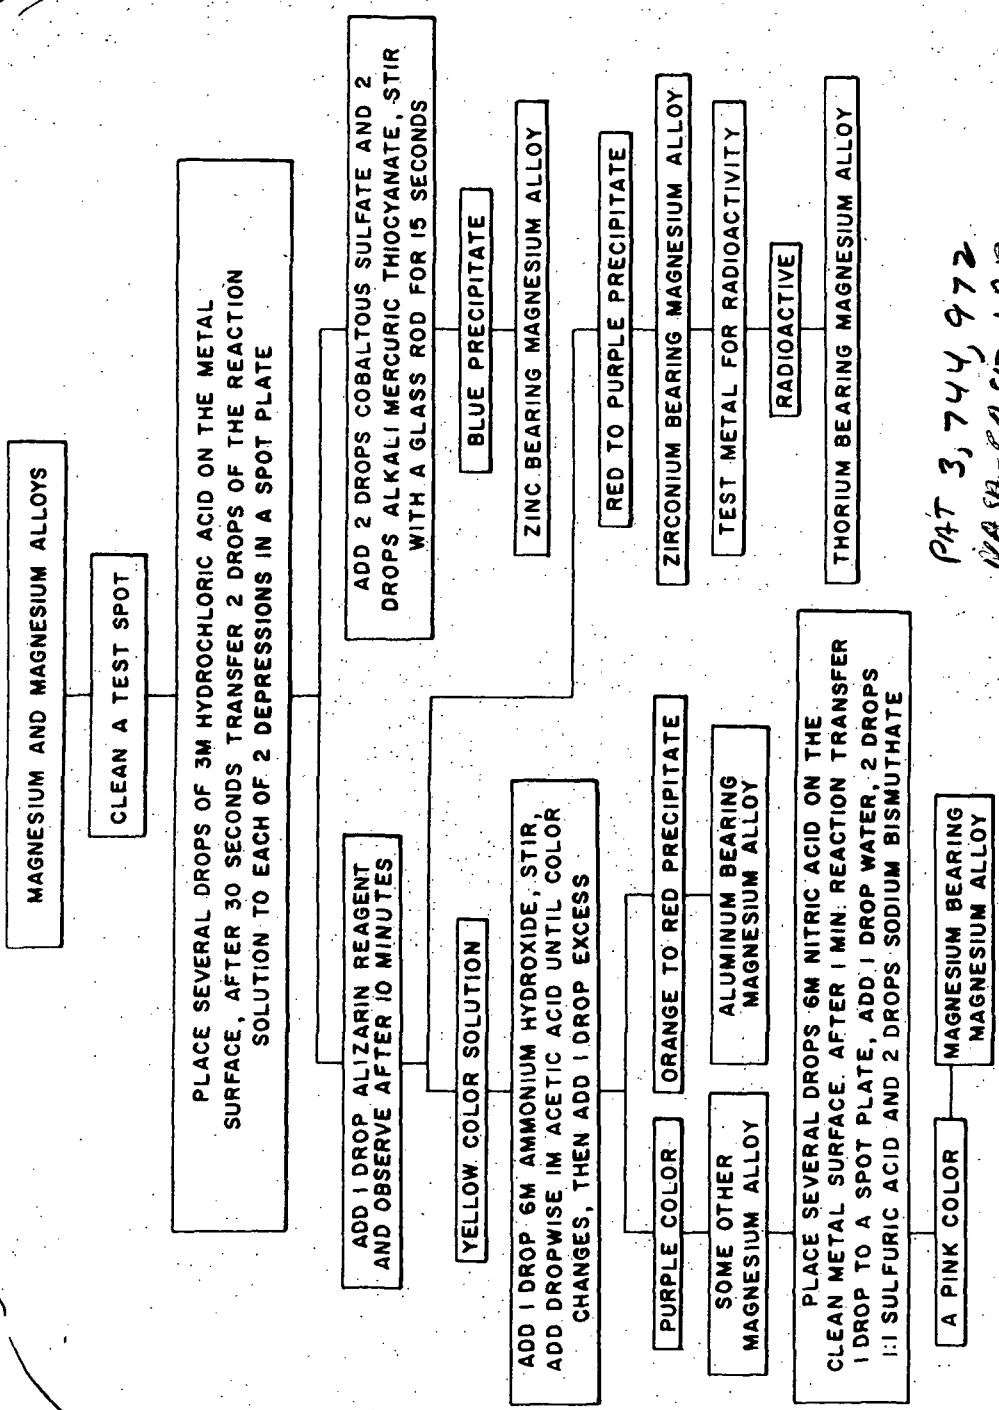 MAGNESIUM AND MAGNESIUM ALLOYS
CLEAN A TEST SPOT
PLACE SEVERAL DROPS OF 3M HYDROCHLORIC ACID ON THE METAL
SURFACE, AFTER 30 SECONDS TRANSFER 2 DROPS OF THE REACTION
SOLUTION TO EACH OF 2 DEPRESSIONS IN A SPOT PLATE
ADD 1 DROP ALIZARIN REAGENT
AND OBSERVE AFTER 10 MINUTES
YELLOW COLOR SOLUTION
ADD 1 DROP 6M AMMONIUM HYDROXIDE, STIR,
ADD DROPWISE 1M ACETIC ACID UNTIL COLOR
CHANGES, THEN ADD 1 DROP EXCESS
PURPLE COLOR
SOME OTHER
MAGNESIUM ALLOY
ORANGE TO RED PRECIPITATE
ALUMINUM BEARING
MAGNESIUM ALLOY
PLACE SEVERAL DROPS 6M NITRIC ACID ON THE
CLEAN METAL SURFACE. AFTER 1 MIN. REACTION TRANSFER
1 DROP TO A SPOT PLATE, ADD 1 DROP WATER, 2 DROPS
1:1 SULFURIC ACID AND 2 DROPS SODIUM BISMUTHATE
A PINK COLOR
MAGNESIUM BEARING
MAGNESIUM ALLOY
ADD 2 DROPS COBALTOUS SULFATE AND 2
DROPS ALKALI MERCURIC THIOCYANATE, STIR
WITH A GLASS ROD FOR 15 SECONDS
BLUE PRECIPITATE
ZINC BEARING MAGNESIUM ALLOY
RED TO PURPLE PRECIPITATE
ZIRCONIUM BEARING MAGNESIUM ALLOY
TEST METAL FOR RADIOACTIVITY
RADIOACTIVE
THORIUM BEARING MAGNESIUM ALLOY
PAT 3,744,972